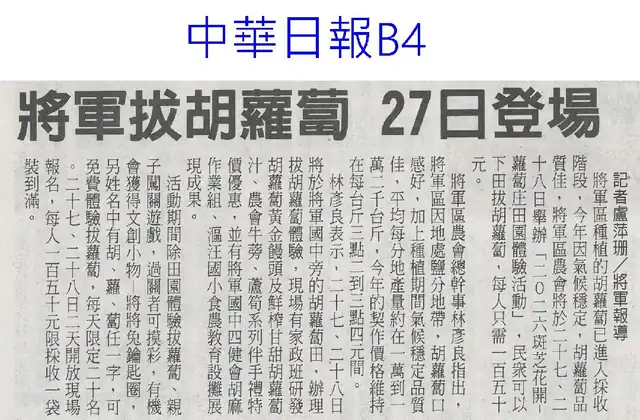 中華日報B4
將軍拔胡蘿蔔 27日登場
記者盧萍珊／將軍報導
將軍區種植的胡蘿蔔已進入採收
階段，今年因氣候穩定，胡蘿蔔品
質佳，將軍區農會將於二十七、二
十八日舉辦「二０二六斑芝花開
蘿蔔庄田園體驗活動」，民眾可以
下田拔胡蘿蔔，每人只需一百五十
元。
將軍區農會總幹事林彥良指出，
將軍區因地處鹽分地帶，胡蘿蔔口
感好，加上種植期間氣候穩定品質
佳，平均每分地產量約在一萬到一
萬二千台斤，今年的契作價格維持
在每台斤三點二到三點四元間。
林彥良表示，二十七、二十八日
將於將軍國中旁的胡蘿蔔田，辦理
拔胡蘿蔔體驗，現場有家政班研發
胡蘿蔔黃金饅頭及鮮榨甘甜胡蘿蔔
汁、農會牛蒡、蘆筍系列伴手禮特
價優惠，並有將軍國中四健會胡麻
作業組、漚汪國小食農教育設攤展
現成果。
活動期間除田園體驗拔蘿蔔、親
子闖關遊戲，過關者可摸彩，有機
會獲得文創小物—將將兔鑰匙圈，
另姓名中有胡、蘿、蔔任一字，可
免費體驗拔蘿蔔，每天限定二十名
。二十七、二十八日二天開放現場
報名，每人一百五十元限採收一袋
裝到滿。